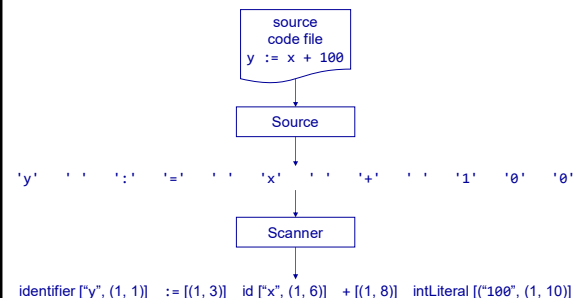 source
code file
y := x + 100
Source
'y' ' ' ':' '=' ' ' 'x' ' ' '+' ' ' '1' '0' '0'
Scanner
identifier [“y”, (1, 1)] := [(1, 3)] id [“x”, (1, 6)] + [(1, 8)] intLiteral [(“100”, (1, 10)]